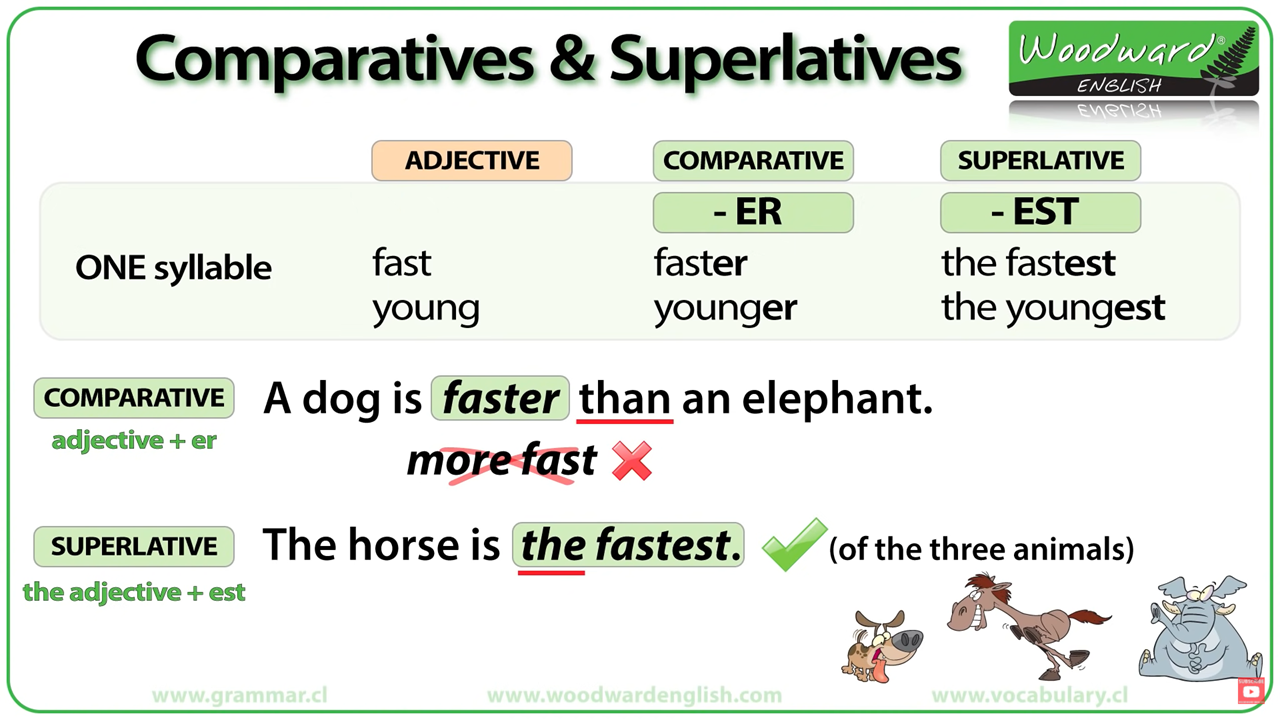 Comparatives & Superlatives
Woodward®
ENGLISH
ADJECTIVE COMPARATIVE SUPERLATIVE
- ER - EST
ONE syllable fast faster the fastest
young younger the youngest
COMPARATIVE A dog is faster than an elephant.
adjective + er
more fast
SUPERLATIVE The horse is the fastest. (of the three animals)
the adjective + est
www.grammar.cl www.woodwardenglish.com www.vocabulary.cl
SUBSCRIBE